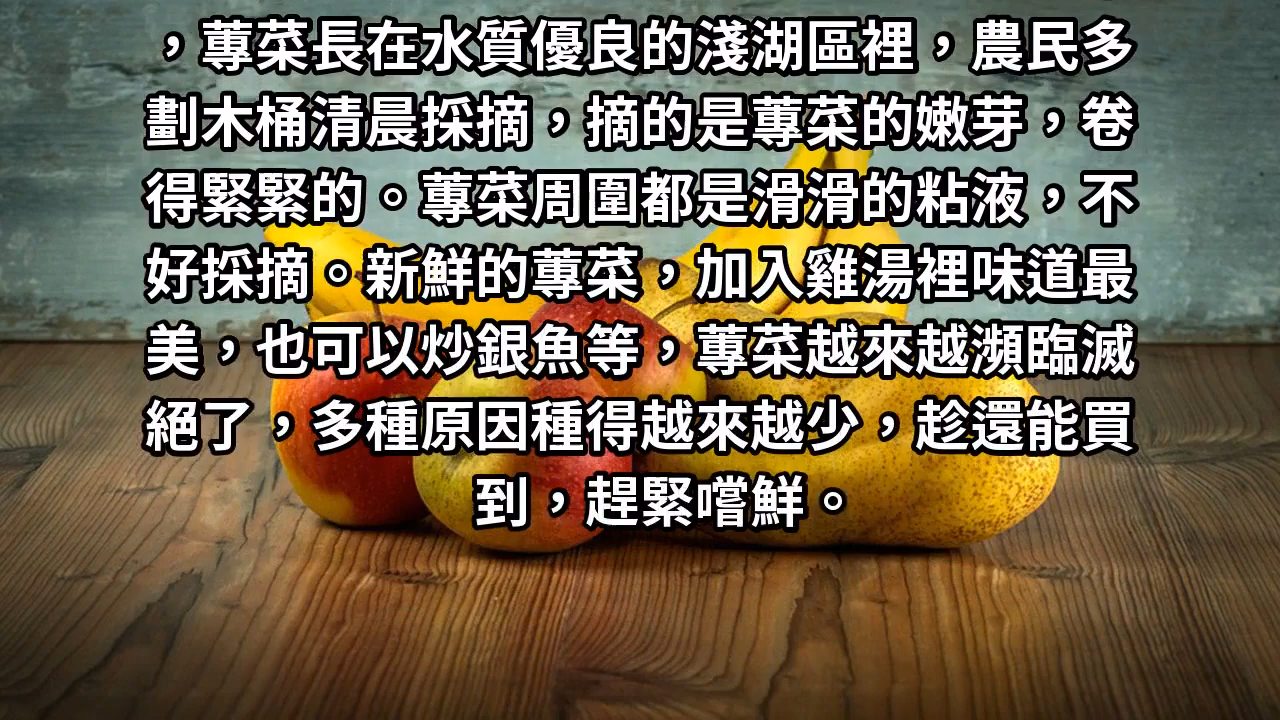 ，蓴菜長在水質優良的淺湖區裡，農民多
劃木桶清晨採摘，摘的是蓴菜的嫩芽，卷
得緊緊的。蓴菜周圍都是滑滑的粘液，不
好採摘。新鮮的蓴菜，加入雞湯裡味道最
美，也可以炒銀魚等，蓴菜越來越瀕臨滅
絕了，多種原因種得越來越少，趁還能買
到，趕緊嚐鮮。